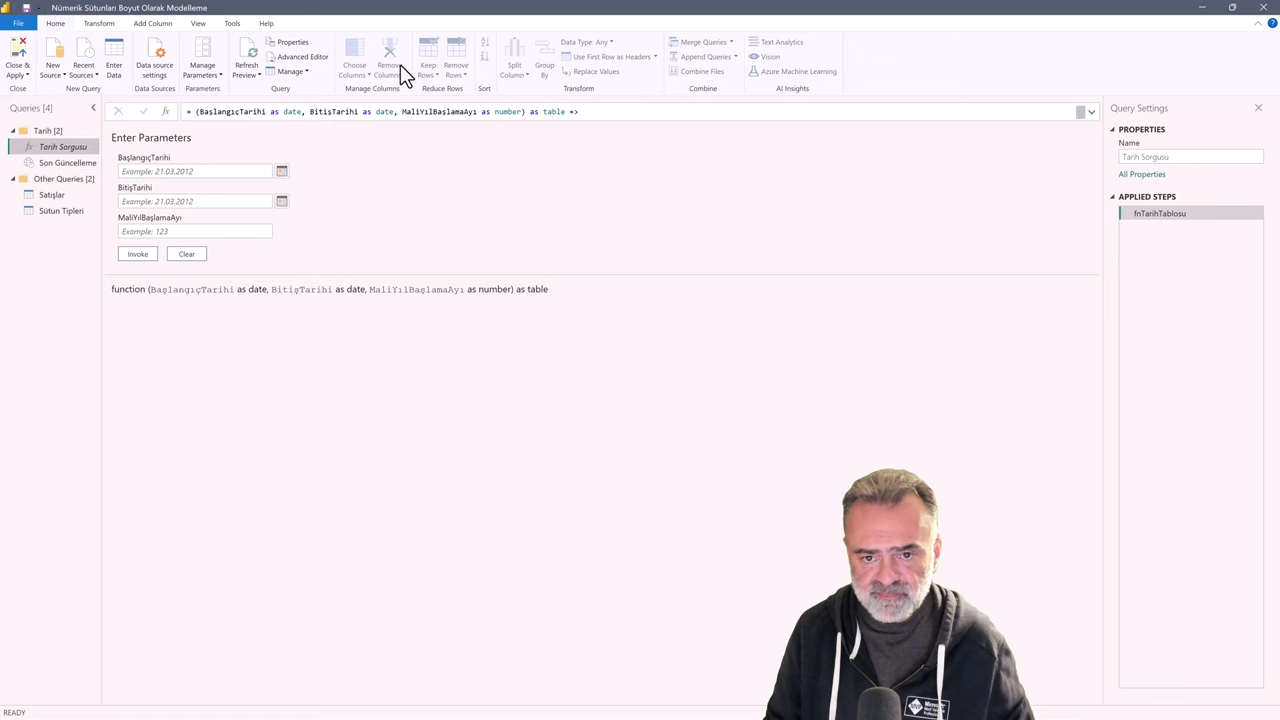 Nümerik Sütunları Boyut Olarak Modelleme
File Home Transform Add Column View Tools Help
Close & Apply
New Source
Recent Sources
Enter Data
Data source settings
Manage Parameters
Refresh Preview
Properties
Advanced Editor
Manage
Choose Columns
Remove Columns
Keep Rows
Remove Rows
Split Column
Group By
Data Type: Any
Use First Row as Headers
Replace Values
Merge Queries
Append Queries
Combine Files
Text Analytics
Vision
Azure Machine Learning
Close New Query Data Sources Parameters Query Manage Columns Reduce Rows Sort Transform Combine AI Insights
Queries [4]
Tarih [2]
Tarih Sorgusu
Son Güncelleme
Other Queries [2]
Satışlar
Sütun Tipleri
fx = (BaşlangıçTarihi as date, BitişTarihi as date, MaliYılBaşlamaAyı as number) as table =>
Enter Parameters
BaşlangıçTarihi
Example: 21.03.2012
BitişTarihi
Example: 21.03.2012
MaliYılBaşlamaAyı
Example: 123
Invoke Clear
function (BaşlangıçTarihi as date, BitişTarihi as date, MaliYılBaşlamaAyı as number) as table
Query Settings
PROPERTIES
Name
Tarih Sorgusu
All Properties
APPLIED STEPS
fnTarihTablosu
MVP Microsoft
Most Valuable
Professional
READY